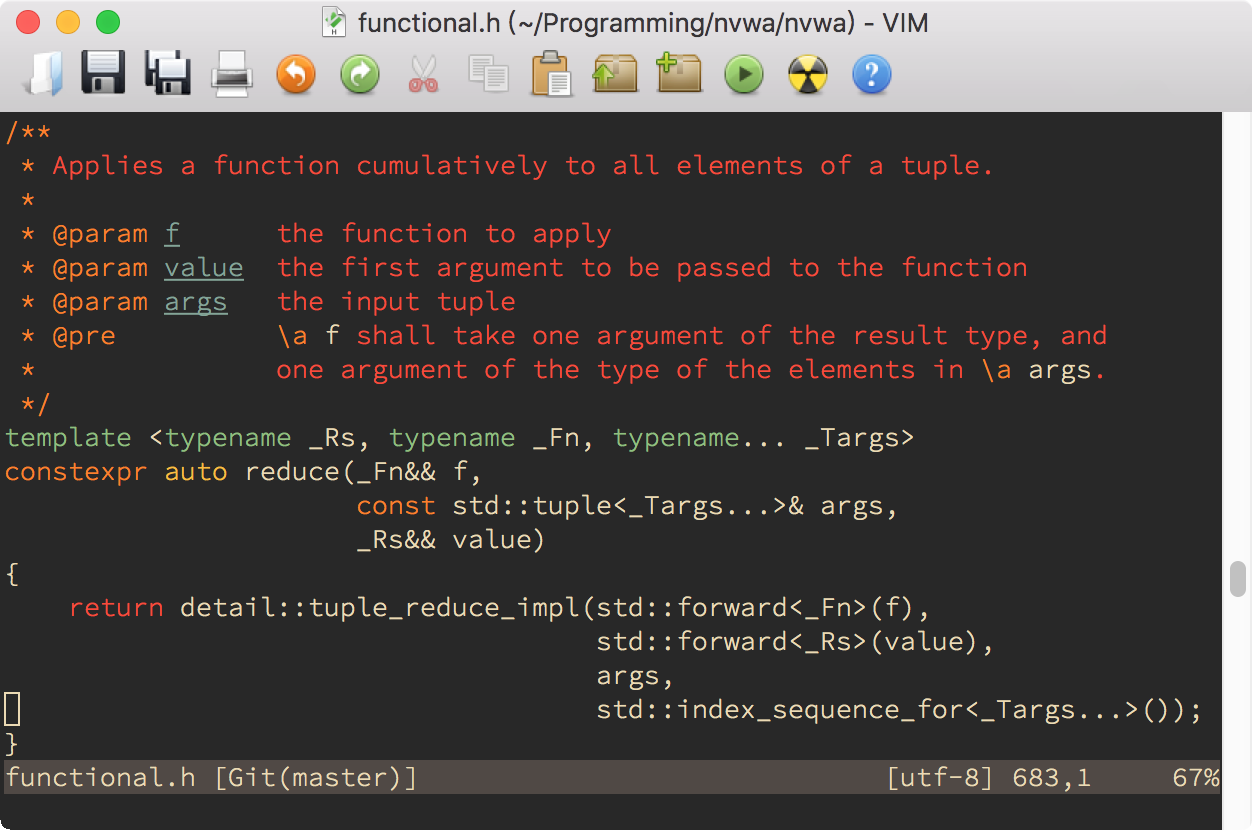 functional.h (~/Programming/nvwa/nvwa) - VIM
/**
 * Applies a function cumulatively to all elements of a tuple.
 *
 * @param f      the function to apply
 * @param value  the first argument to be passed to the function
 * @param args   the input tuple
 * @pre          \a f shall take one argument of the result type, and
 *               one argument of the type of the elements in \a args.
 */
template <typename _Rs, typename _Fn, typename... _Targs>
constexpr auto reduce(_Fn&& f,
                      const std::tuple<_Targs...>& args,
                      _Rs&& value)
{
    return detail::tuple_reduce_impl(std::forward<_Fn>(f),
                                     std::forward<_Rs>(value),
                                     args,
                                     std::index_sequence_for<_Targs...>());
}
functional.h [Git(master)] [utf-8] 683,1 67%